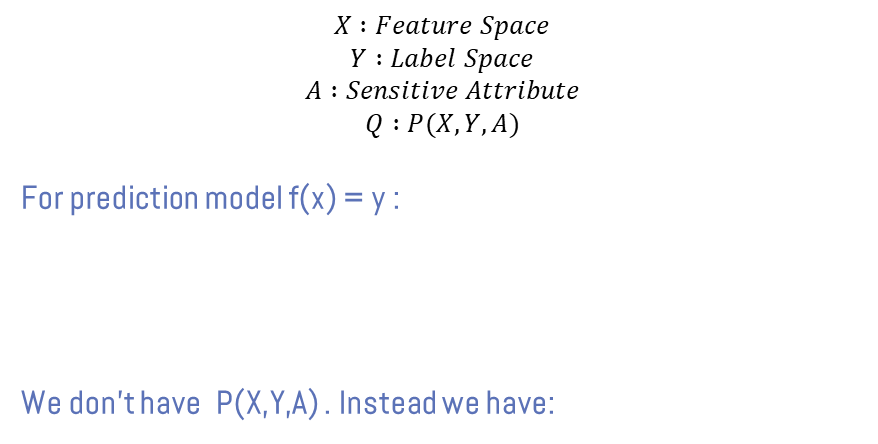 X : Feature Space
Y : Label Space
A : Sensitive Attribute
Q : P(X,Y,A)
For prediction model f(x) = y :
We don't have P(X,Y,A) . Instead we have: